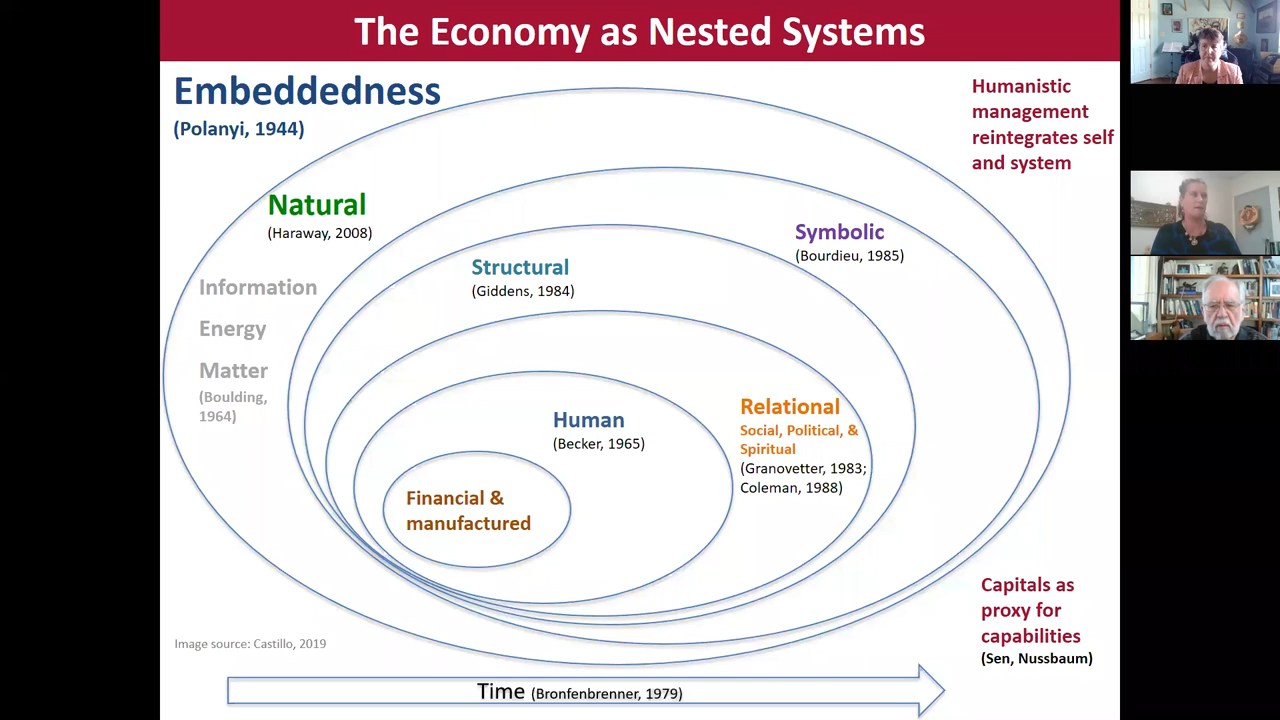 The Economy as Nested Systems
Embeddedness
(Polanyi, 1944)
Humanistic
management
reintegrates self
and system
Natural
(Haraway, 2008)
Symbolic
(Bourdieu, 1985)
Structural
(Giddens, 1984)
Information
Energy
Matter
(Boulding,
1964)
Human
(Becker, 1965)
Relational
Social, Political, &
Spiritual
(Granovetter, 1983;
Coleman, 1988)
Financial &
manufactured
Capitals as
proxy for
capabilities
(Sen, Nussbaum)
Image source: Castillo, 2019
Time (Bronfenbrenner, 1979)